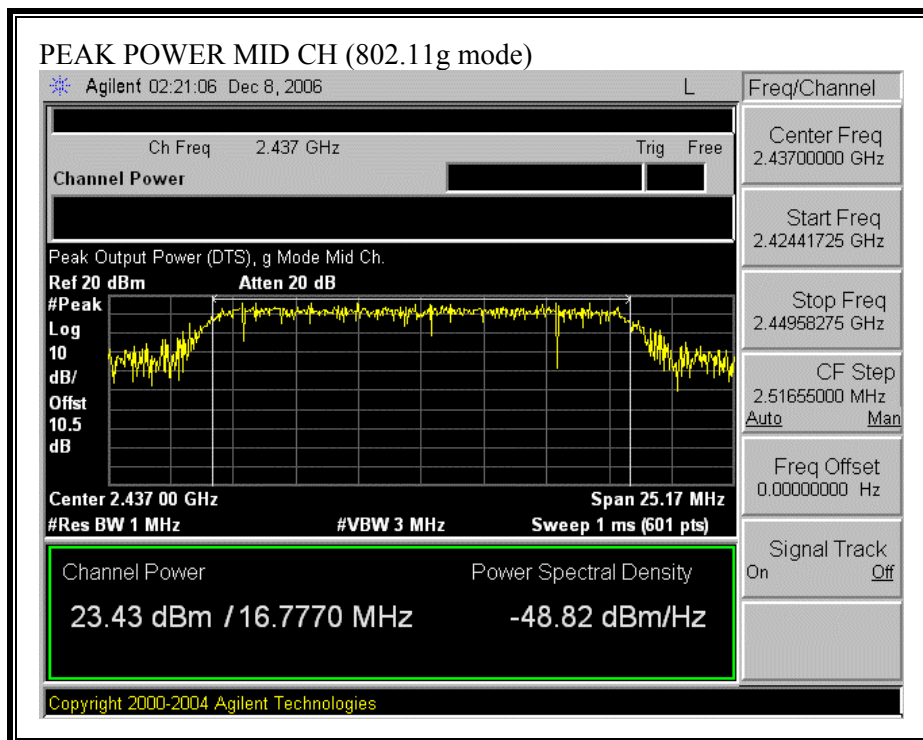 PEAK POWER MID CH (802.11g mode)
Agilent 02:21:06 Dec 8, 2006 L
Freq/Channel
Ch Freq 2.437 GHz Trig Free
Channel Power
Center Freq
2.43700000 GHz
Start Freq
2.42441725 GHz
Stop Freq
2.44958275 GHz
CF Step
2.51655000 MHz
Auto Man
Freq Offset
0.00000000 Hz
Signal Track
On Off
Peak Output Power (DTS), g Mode Mid Ch.
Ref 20 dBm Atten 20 dB
#Peak
Log
10
dB/
Offst
10.5
dB
Center 2.437 00 GHz Span 25.17 MHz
#Res BW 1 MHz #VBW 3 MHz Sweep 1 ms (601 pts)
Channel Power Power Spectral Density
23.43 dBm / 16.7770 MHz -48.82 dBm/Hz
Copyright 2000-2004 Agilent Technologies